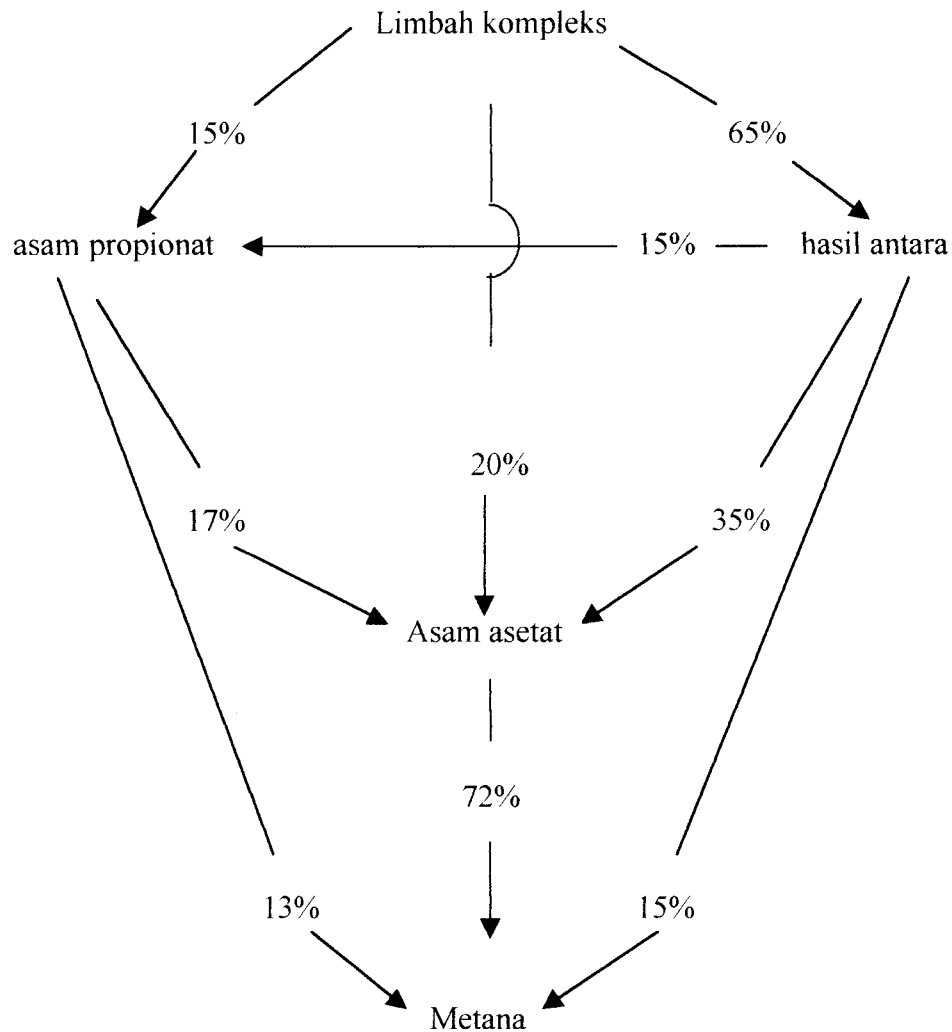 Limbah kompleks
15%
65%
asam propionat
15%
hasil antara
20%
17%
35%
Asam asetat
72%
13%
15%
Metana